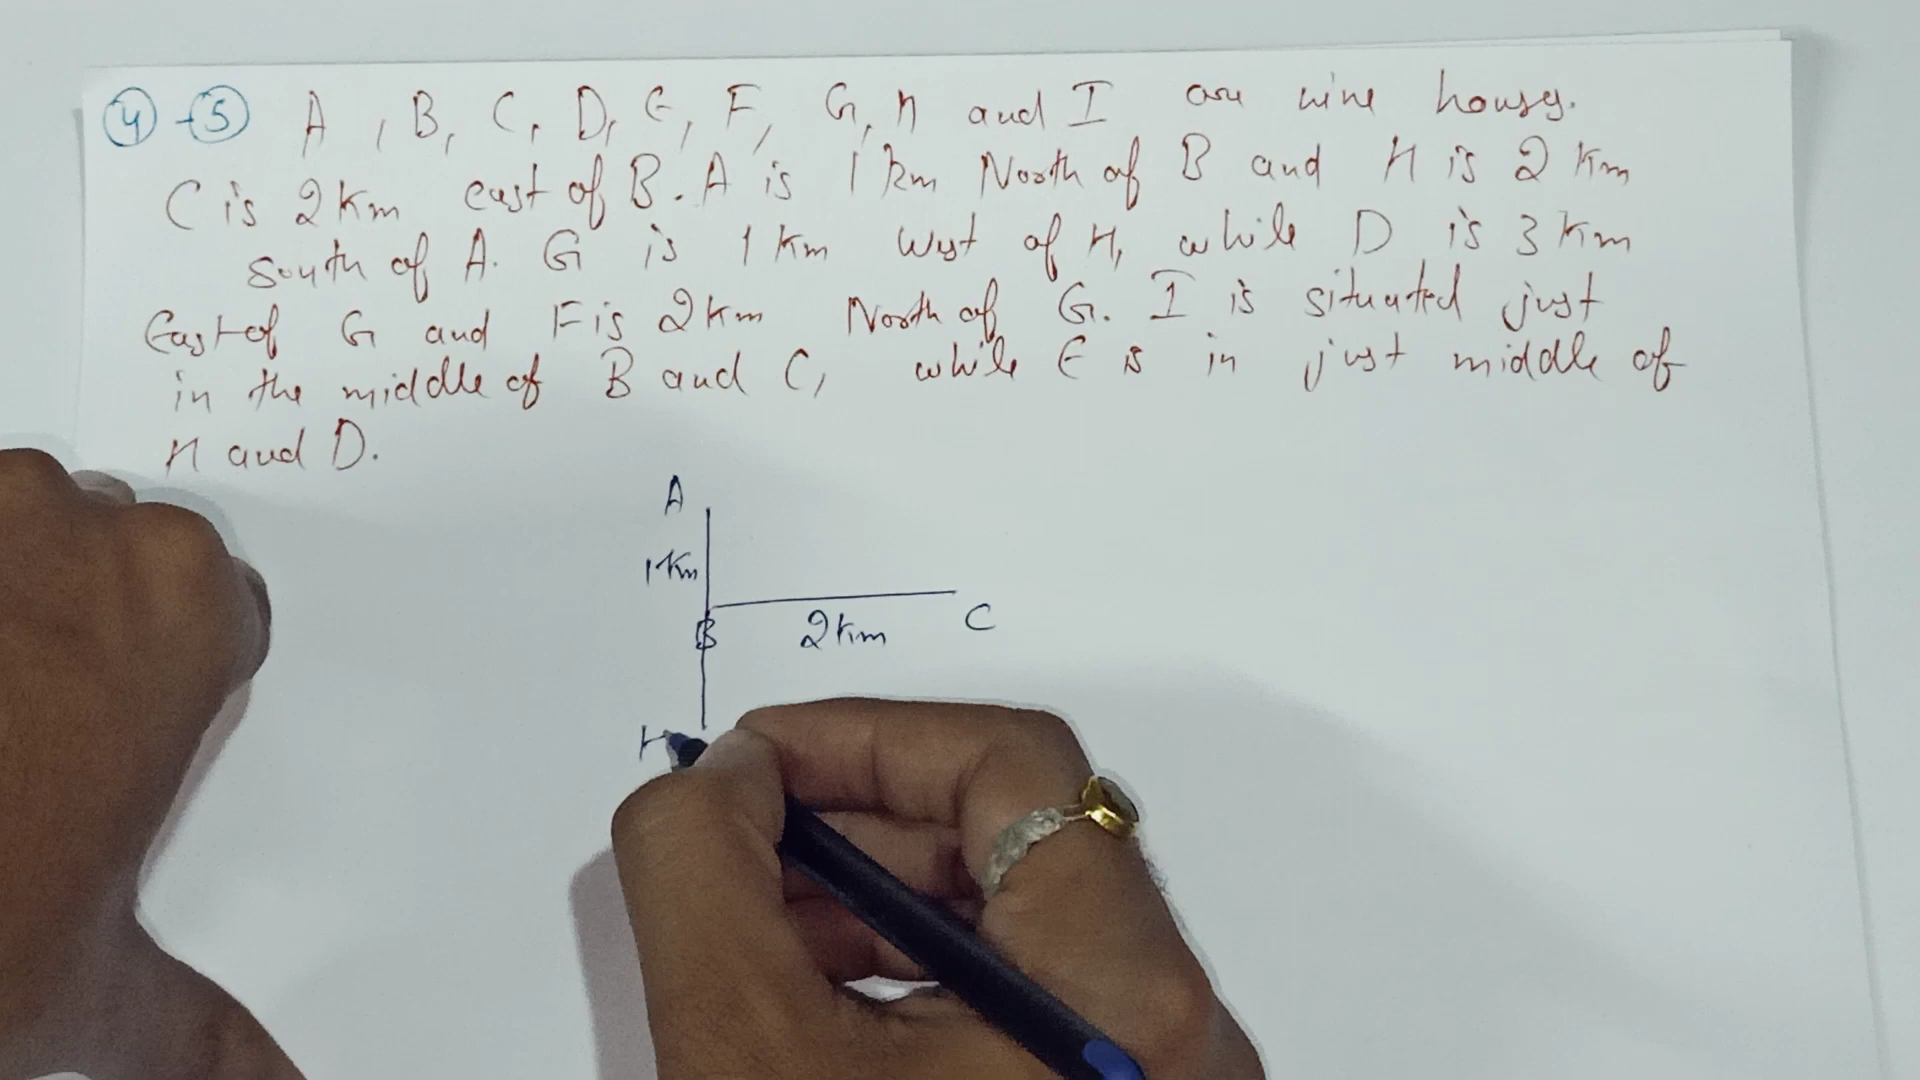 4-5 A, B, C, D, E, F, G, H and I are nine houses.
C is 2 Km east of B. A is 1 km North of B and H is 2 Km
south of A. G is 1 Km West of H, while D is 3 Km
East of G and F is 2 Km North of G. I is situated just
in the middle of B and C, while E is in just middle of
H and D.
A
1 Km
B
2 Km
C
H